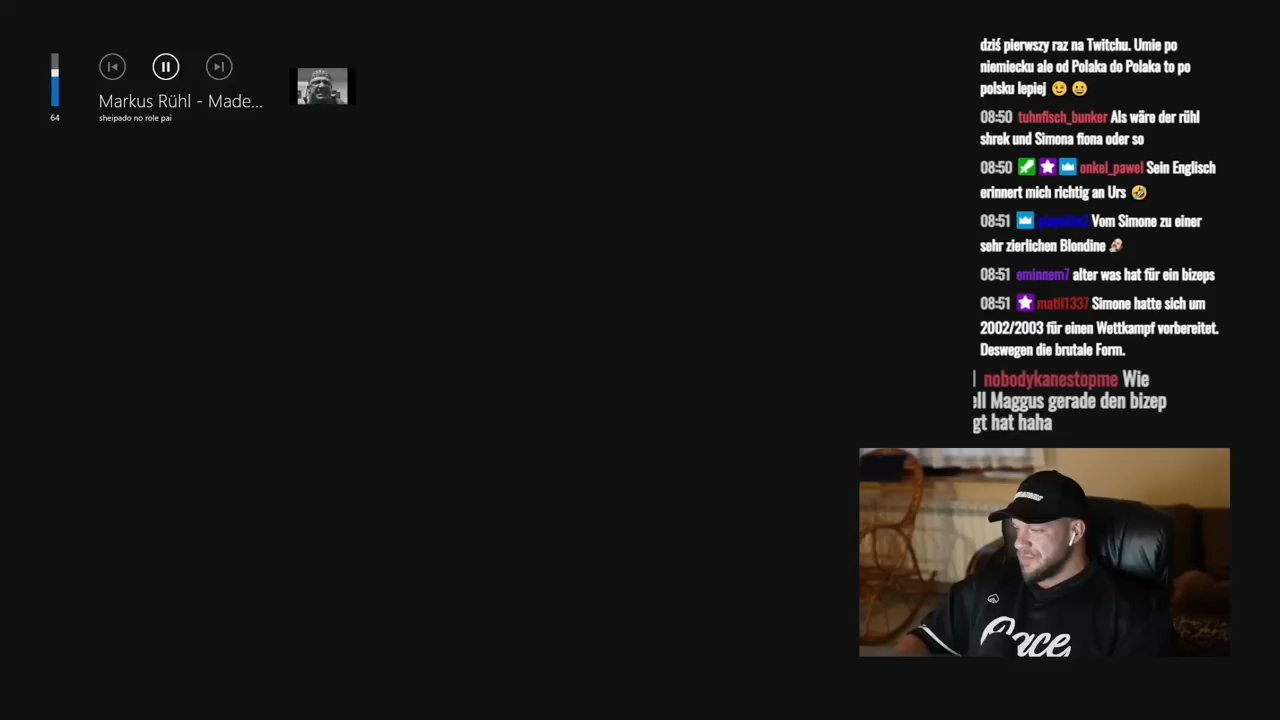 Markus Rühl - Made...
sheipado no role pai
64
dziś pierwszy raz na Twitchu. Umie po
niemiecku ale od Polaka do Polaka to po
polsku lepiej 😉 😀
08:50 tuhnfisch_bunker Als wäre der rühl
shrek und Simona fiona oder so
08:50 onkel_pawel Sein Englisch
erinnert mich richtig an Urs 🤣
08:51 Vom Simone zu einer
sehr zierlichen Blondine
08:51 eminnem7 alter was hat für ein bizeps
08:51 matil1337 Simone hatte sich um
2002/2003 für einen Wettkampf vorbereitet.
Deswegen die brutale Form.
nobodykanestopme Wie
ell Maggus gerade den bizep
gt hat haha